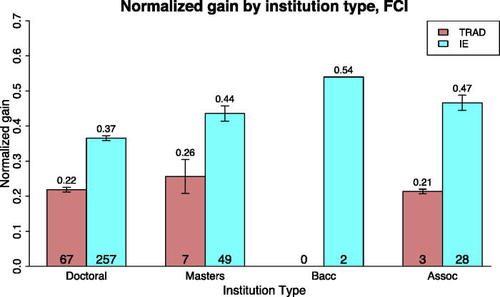 Normalized gain by institution type, FCI
TRAD
IE
Normalized gain
0.7
0.6
0.5
0.4
0.3
0.2
0.1
0.0
0.22
0.37
0.26
0.44
0.54
0.21
0.47
67 257 7 49 0 2 3 28
Doctoral Masters Bacc Assoc
Institution Type